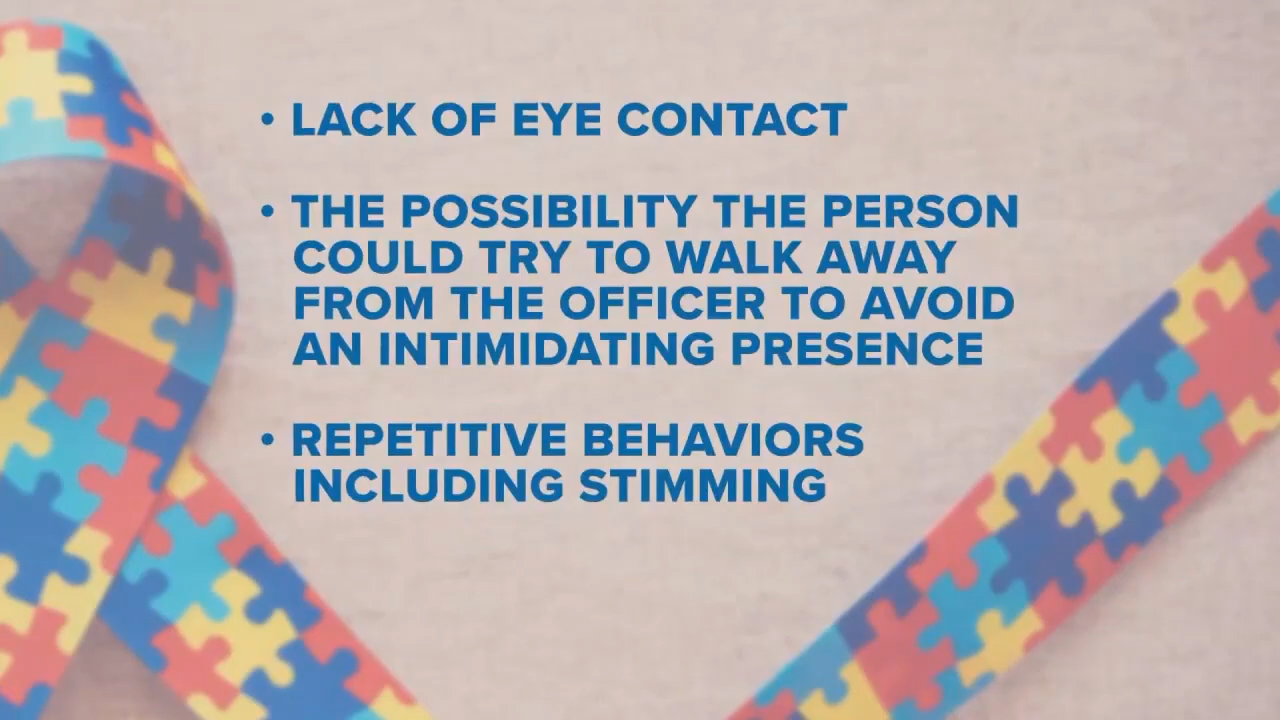 • LACK OF EYE CONTACT
• THE POSSIBILITY THE PERSON
COULD TRY TO WALK AWAY
FROM THE OFFICER TO AVOID
AN INTIMIDATING PRESENCE
• REPETITIVE BEHAVIORS
INCLUDING STIMMING